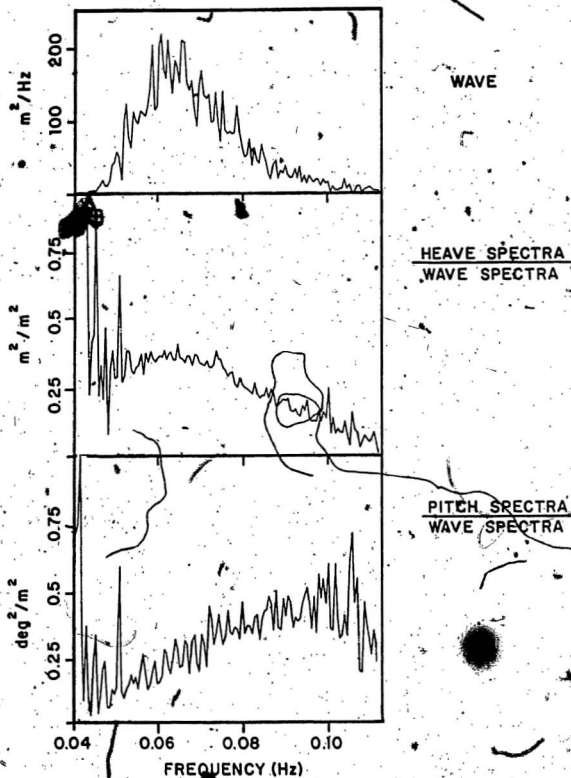 200
100
m²/Hz
WAVE
0.75
0.5
0.25
m²/m²
HEAVE SPECTRA
WAVE SPECTRA
0.75
0.5
0.25
deg²/m²
PITCH SPECTRA
WAVE SPECTRA
0.04 0.06 0.08 0.10
FREQUENCY (Hz)